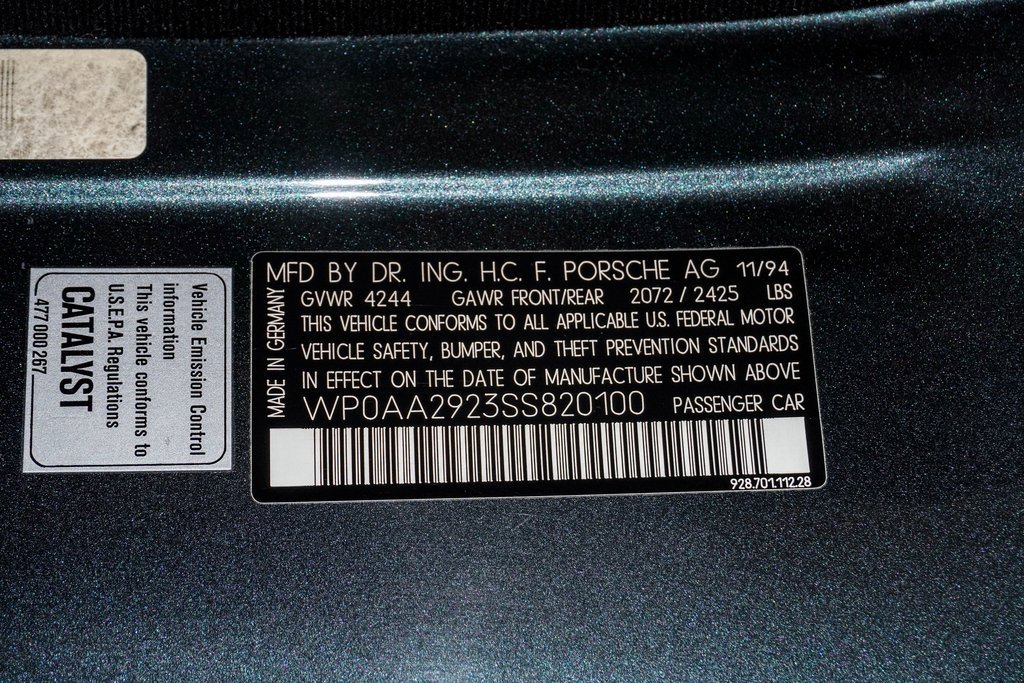 Vehicle Emission Control
information
This vehicle conforms to
U.S.E.P.A. Regulations
CATALYST
477 000 267
MFD BY DR. ING. H.C. F. PORSCHE AG 11/94
MADE IN GERMANY
GVWR 4244 GAWR FRONT/REAR 2072 / 2425 LBS
THIS VEHICLE CONFORMS TO ALL APPLICABLE U.S. FEDERAL MOTOR
VEHICLE SAFETY, BUMPER, AND THEFT PREVENTION STANDARDS
IN EFFECT ON THE DATE OF MANUFACTURE SHOWN ABOVE
WP0AA2923SS820100 PASSENGER CAR
928.701.112.28